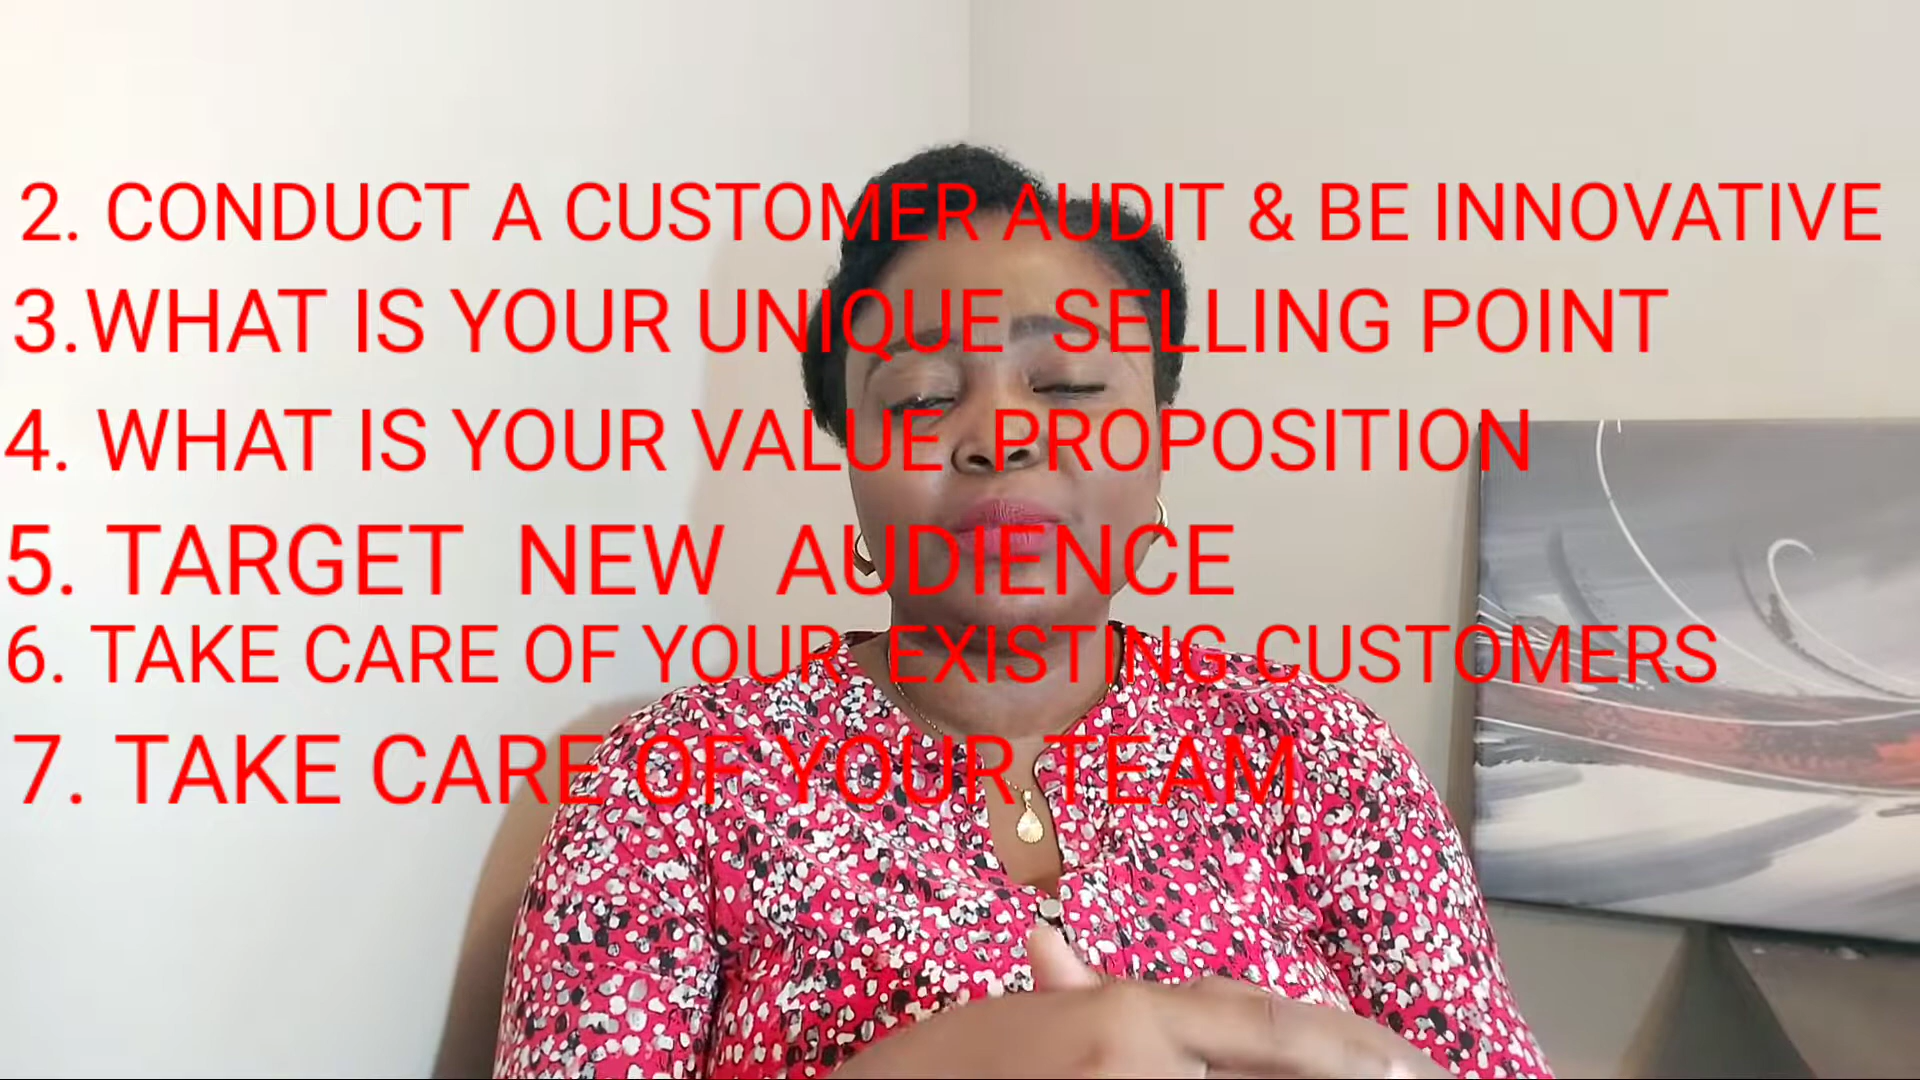 2. CONDUCT A CUSTOMER AUDIT & BE INNOVATIVE
3.WHAT IS YOUR UNIQUE SELLING POINT
4. WHAT IS YOUR VALUE PROPOSITION
5. TARGET NEW AUDIENCE
6. TAKE CARE OF YOUR EXISTING CUSTOMERS
7. TAKE CARE OF YOUR TEAM